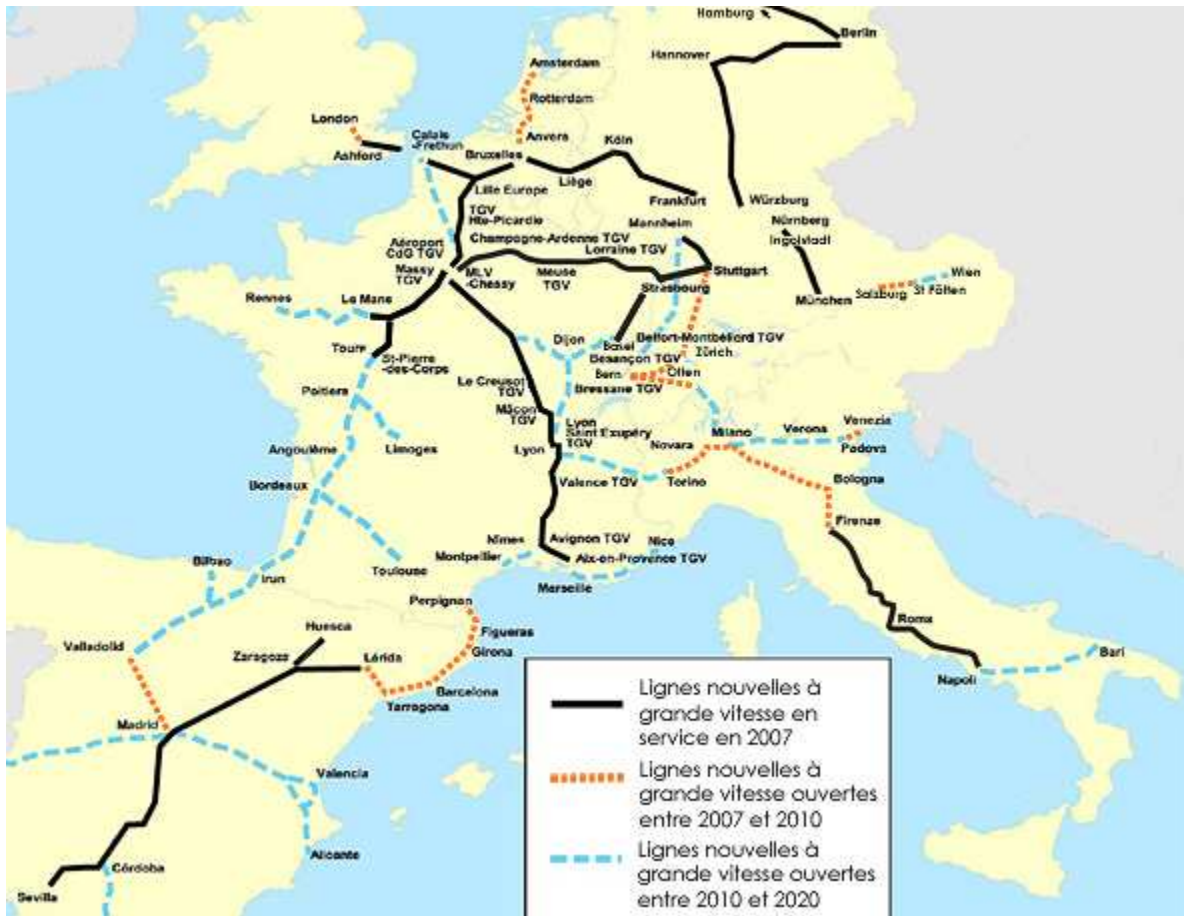 Hamburg
Berlin
Hannover
Amsterdam
Rotterdam
London
Anvers
Calais
-Frethun
Ashford
Bruxelles
Köln
Liège
Lille Europe
Frankfurt
Würzburg
TGV
Hte-Picardie
Mannheim
Nürnberg
Ingolstadt
Aéroport
CdG TGV
Champagne-Ardenne TGV
Lorraine TGV
Massy
TGV
MLV
-Chessy
Meuse
TGV
Stuttgart
Wien
Strasbourg
München
Salzburg
St Pölten
Rennes
Le Mans
Tours
St-Pierre
-des-Corps
Dijon
Basel
Belfort-Montbéliard TGV
Besançon TGV
Zürich
Bern
Olten
Poitiers
Le Creusot
TGV
Bressane TGV
Mâcon
TGV
Lyon
Saint Exupéry
TGV
Angoulême
Limoges
Lyon
Novara
Milano
Verona
Venezia
Padova
Bordeaux
Valence TGV
Torino
Bologna
Firenze
Nîmes
Avignon TGV
Nice
Montpellier
Aix-en-Provence TGV
Bilbao
Irun
Toulouse
Marseille
Perpignan
Huesca
Figueras
Roma
Valladolid
Zaragoza
Lérida
Girona
Bari
Barcelona
Napoli
Tarragona
Madrid
Valencia
Alicante
Córdoba
Sevilla
Lignes nouvelles à
grande vitesse en
service en 2007
Lignes nouvelles à
grande vitesse ouvertes
entre 2007 et 2010
Lignes nouvelles à
grande vitesse ouvertes
entre 2010 et 2020